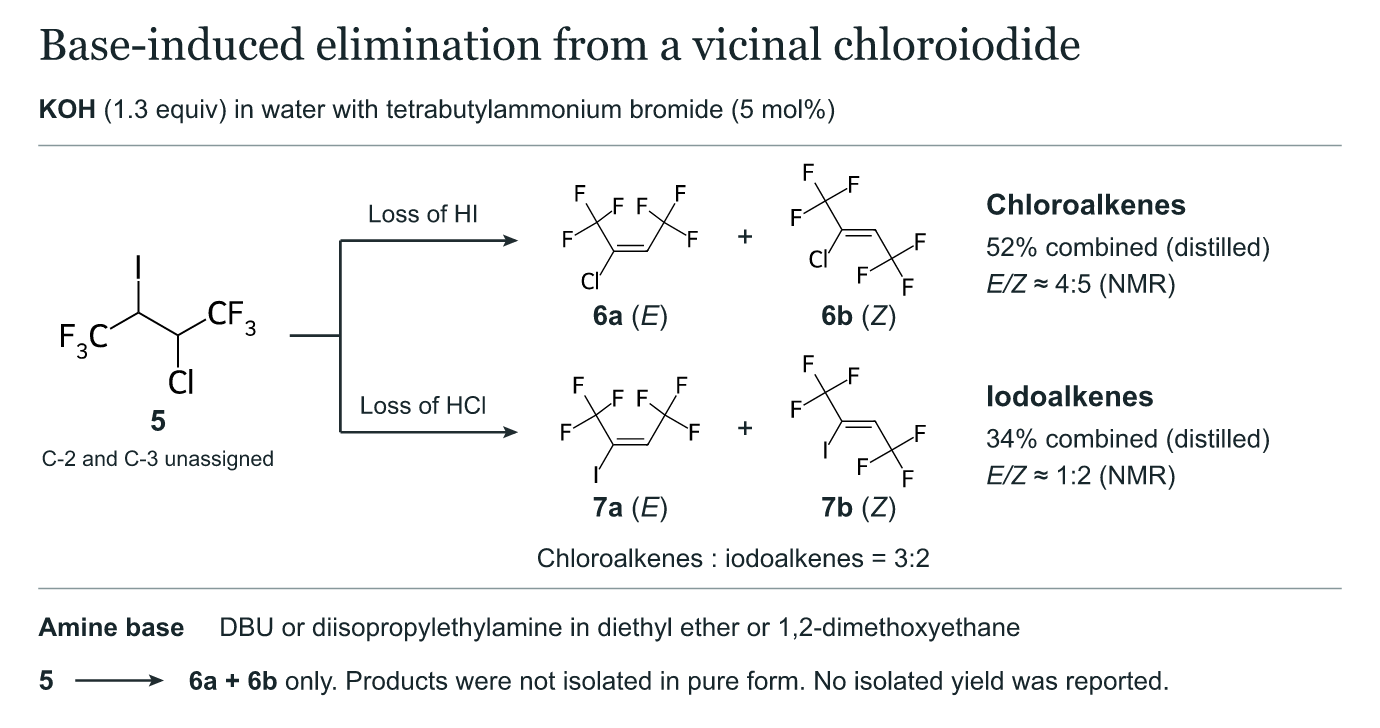 Base-induced elimination from a vicinal chloroiodide
KOH (1.3 equiv) in water with tetrabutylammonium bromide (5 mol%)
Loss of HI
F
F F
F
F
F
Cl
6a (E)
+
F
F
F
Cl
F
F
F
6b (Z)
Chloroalkenes
52% combined (distilled)
E/Z ≈ 4:5 (NMR)
I
F3C
CF3
Cl
5
C-2 and C-3 unassigned
Loss of HCl
F
F F
F
F
F
I
7a (E)
+
F
F
F
I
F
F
F
7b (Z)
Iodoalkenes
34% combined (distilled)
E/Z ≈ 1:2 (NMR)
Chloroalkenes : iodoalkenes = 3:2
Amine base DBU or diisopropylethylamine in diethyl ether or 1,2-dimethoxyethane
5 ⟶ 6a + 6b only. Products were not isolated in pure form. No isolated yield was reported.